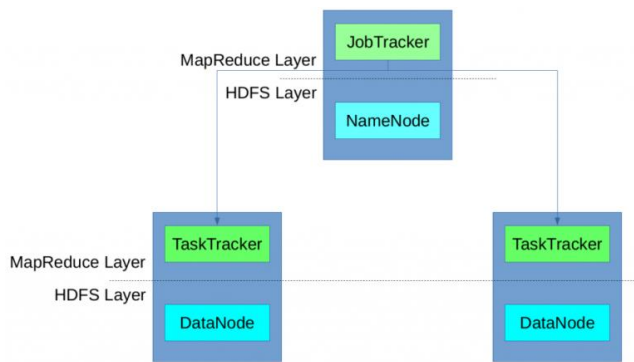 JobTracker
MapReduce Layer
HDFS Layer
NameNode
TaskTracker
TaskTracker
MapReduce Layer
HDFS Layer
DataNode
DataNode